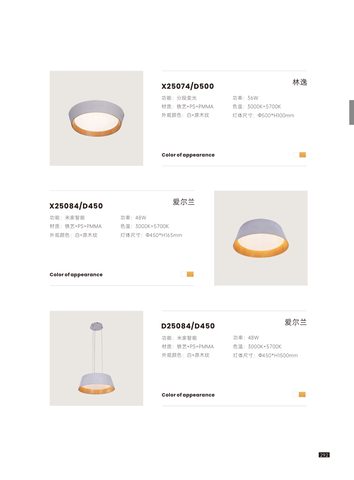 X25074/D500 林逸
功能：分段变光 功率：36W
材质：铁艺+PS+PMMA 色温：3000K+5700K
外观颜色：白+原木纹 灯体尺寸：Φ500*H100mm
Color of appearance
X25084/D450 爱尔兰
功能：米家智能 功率：48W
材质：铁艺+PS+PMMA 色温：3000K+5700K
外观颜色：白+原木纹 灯体尺寸：Φ450*H165mm
Color of appearance
D25084/D450 爱尔兰
功能：米家智能 功率：48W
材质：铁艺+PS+PMMA 色温：3000K+5700K
外观颜色：白+原木纹 灯体尺寸：Φ450*H1500mm
Color of appearance
292